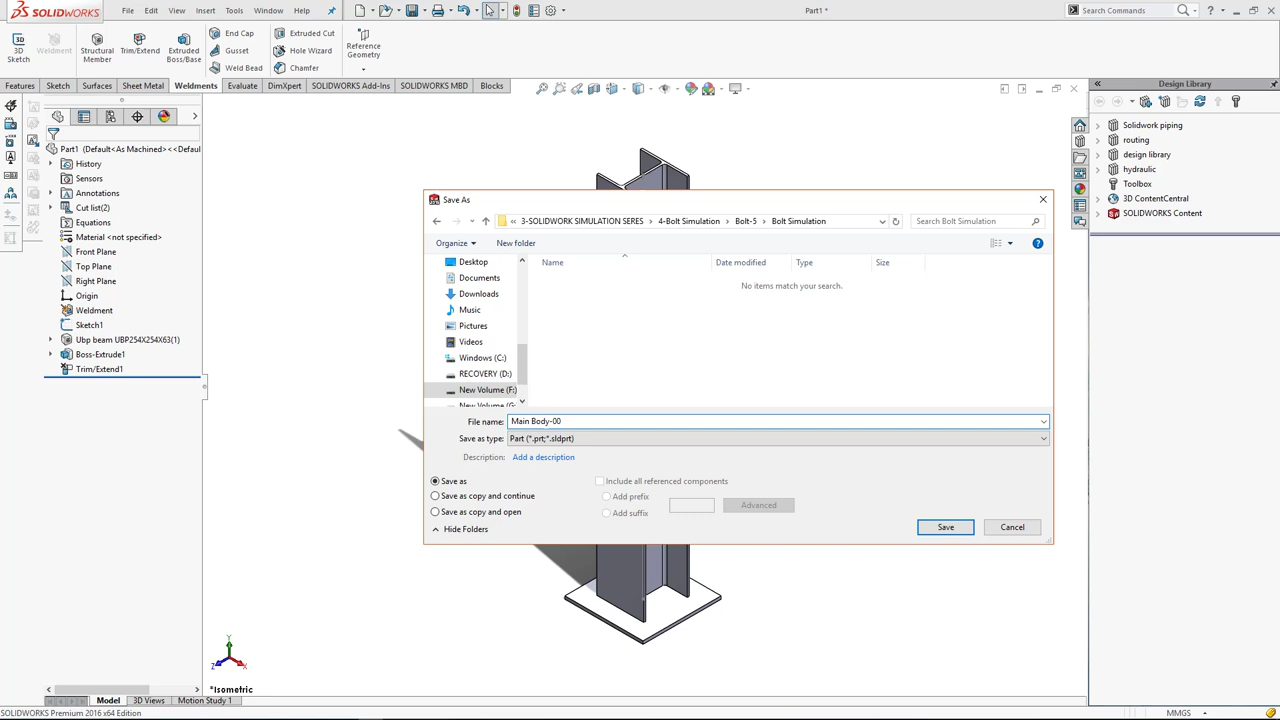 SOLIDWORKS File Edit View Insert Tools Window Help Part1 * Search Commands
3D Sketch Weldment Structural Member Trim/Extend Extruded Boss/Base End Cap Gusset Weld Bead Extruded Cut Hole Wizard Chamfer Reference Geometry
Features Sketch Surfaces Sheet Metal Weldments Evaluate DimXpert SOLIDWORKS Add-Ins SOLIDWORKS MBD Blocks
Design Library
Part1 (Default<As Machined><<Defaul
History
Sensors
Annotations
Cut list(2)
Equations
Material <not specified>
Front Plane
Top Plane
Right Plane
Origin
Weldment
Sketch1
Ubp beam UBP254X254X63(1)
Boss-Extrude1
Trim/Extend1
Save As
« 3-SOLIDWORK SIMULATION SERES > 4-Bolt Simulation > Bolt-5 > Bolt Simulation
Search Bolt Simulation
Organize New folder
Desktop
Documents
Downloads
Music
Pictures
Videos
Windows (C:)
RECOVERY (D:)
New Volume (F:)
Name Date modified Type Size
No items match your search.
File name: Main Body-00
Save as type: Part (*.prt;*.sldprt)
Description: Add a description
Save as
Save as copy and continue
Save as copy and open
Include all referenced components
Add prefix
Add suffix
Advanced
Hide Folders
Save Cancel
Solidwork piping
routing
design library
hydraulic
Toolbox
3D ContentCentral
SOLIDWORKS Content
Y
Z X
*Isometric
Model 3D Views Motion Study 1
SOLIDWORKS Premium 2016 x64 Edition
MMGS